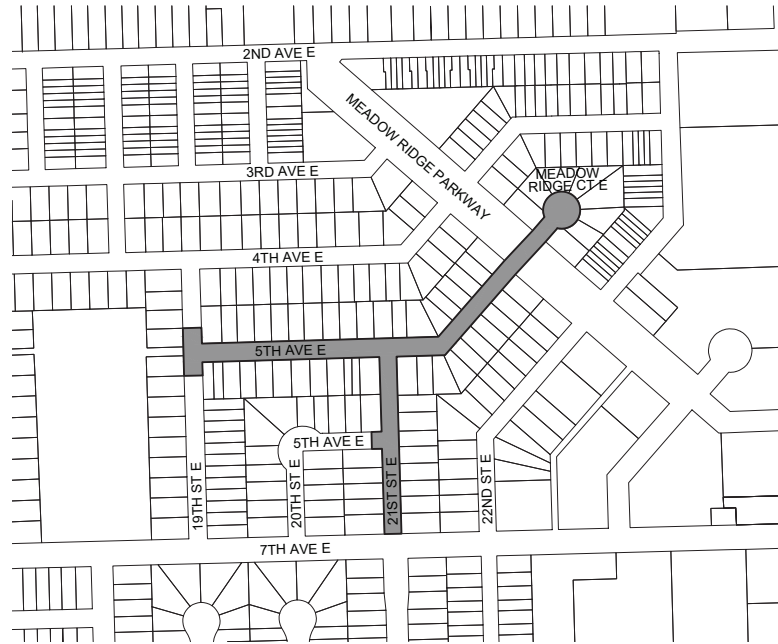 2ND AVE E
MEADOW RIDGE PARKWAY
3RD AVE E
MEADOW
RIDGE CT E
4TH AVE E
5TH AVE E
5TH AVE E
19TH ST E
20TH ST E
21ST ST E
22ND ST E
7TH AVE E